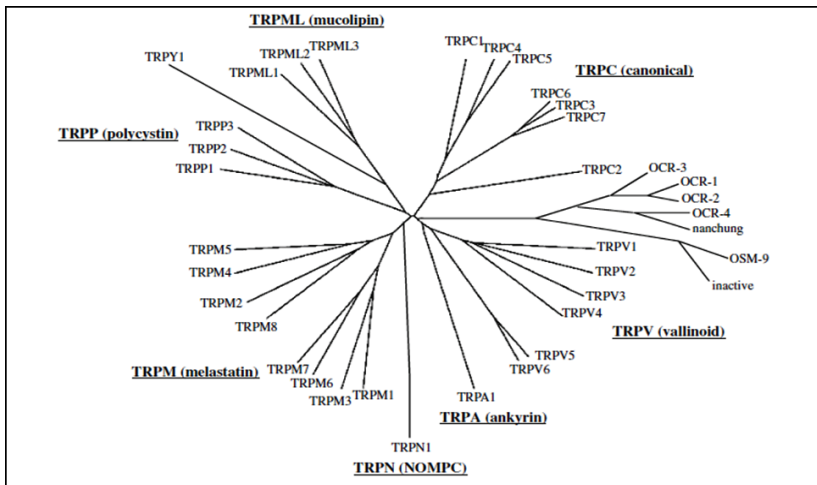 TRPML (mucolipin)
TRPML3
TRPML2
TRPML1
TRPY1
TRPC1
TRPC4
TRPC5
TRPC (canonical)
TRPC6
TRPC3
TRPC7
TRPP3
TRPP (polycystin)
TRPP2
TRPP1
TRPC2
OCR-3
OCR-1
OCR-2
OCR-4
nanchung
OSM-9
inactive
TRPM5
TRPM4
TRPM2
TRPM8
TRPV1
TRPV2
TRPV3
TRPV4
TRPV (vallinoid)
TRPV5
TRPV6
TRPM7
TRPM (melastatin)
TRPM6
TRPM3
TRPM1
TRPA1
TRPA (ankyrin)
TRPN1
TRPN (NOMPC)